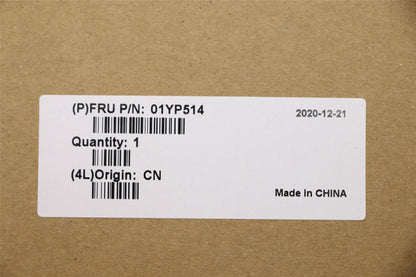 (P)FRU P/N: 01YP514
2020-12-21
Quantity: 1
(4L)Origin: CN
Made in CHINA